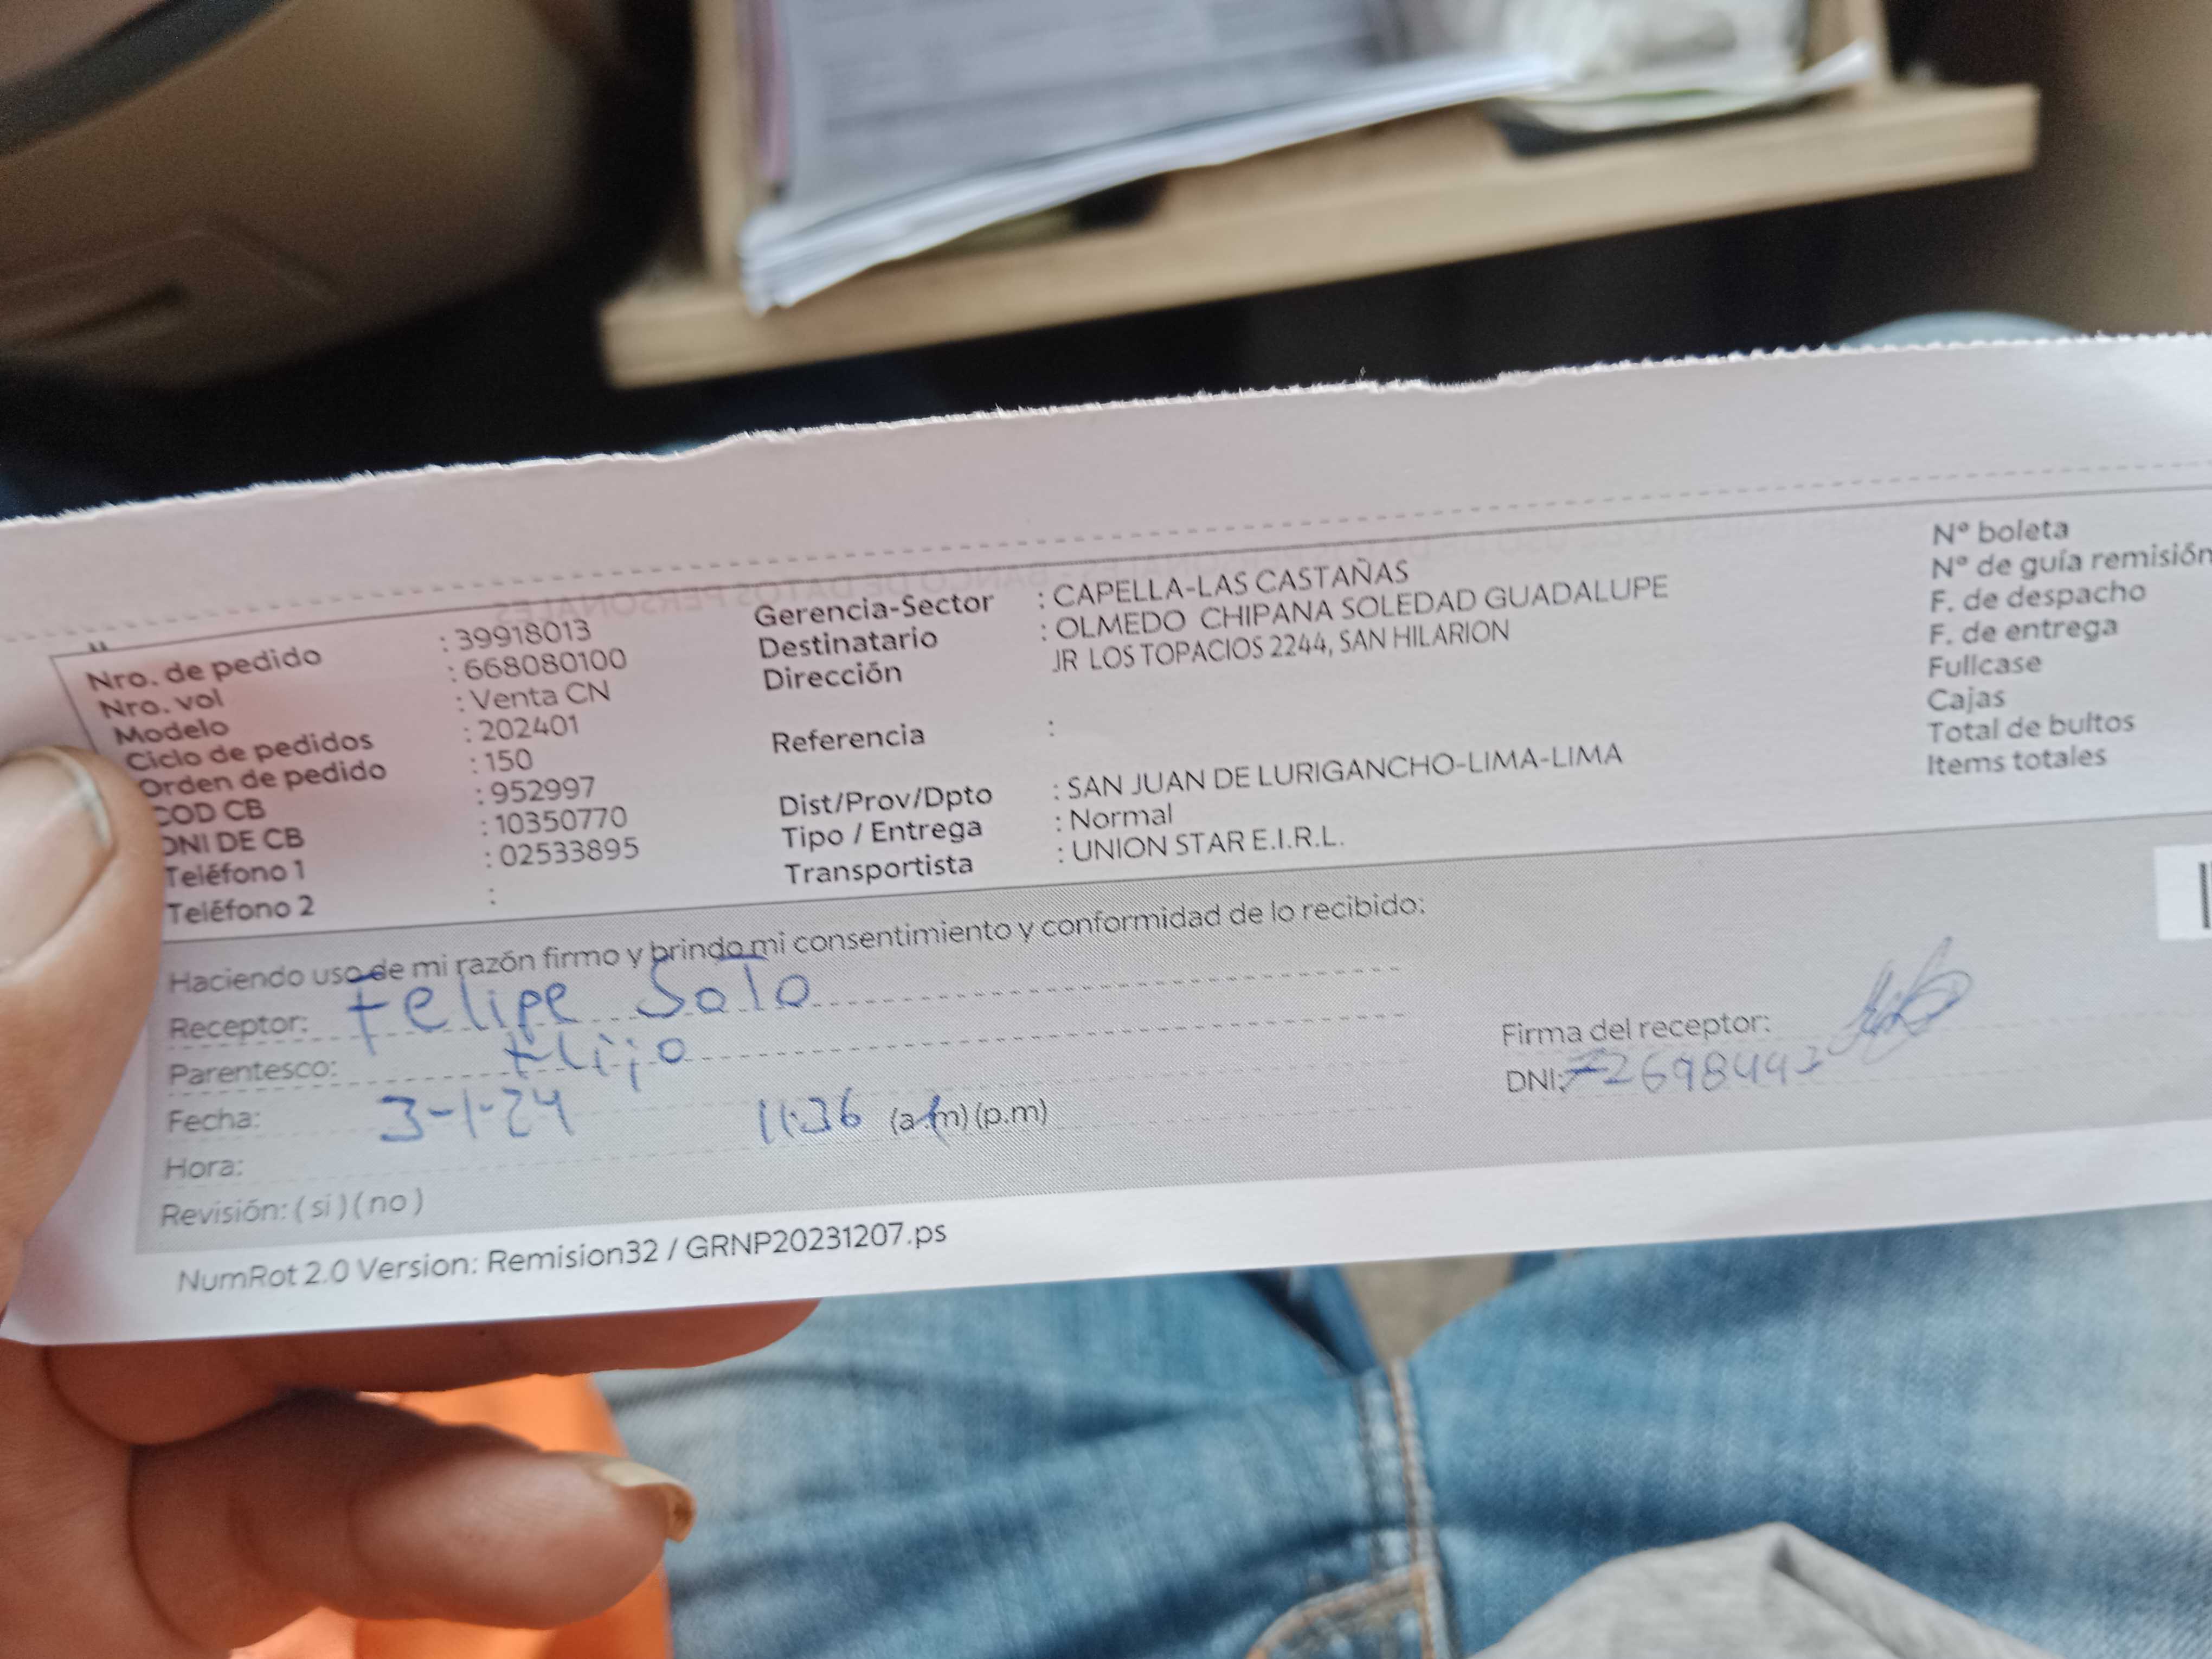 Nro. de pedido : 39918013
Nro. vol : 668080100
Modelo : Venta CN
Ciclo de pedidos : 202401
Orden de pedido : 150
COD CB : 952997
DNI DE CB : 10350770
Teléfono 1 : 02533895
Teléfono 2 :
Gerencia-Sector : CAPELLA-LAS CASTAÑAS
Destinatario : OLMEDO CHIPANA SOLEDAD GUADALUPE
Dirección JR LOS TOPACIOS 2244, SAN HILARION
Referencia :
Dist/Prov/Dpto : SAN JUAN DE LURIGANCHO-LIMA-LIMA
Tipo / Entrega : Normal
Transportista : UNION STAR E.I.R.L.
Nº boleta
Nº de guía remisión
F. de despacho
F. de entrega
Fullcase
Cajas
Total de bultos
Items totales
Haciendo uso de mi razón firmo y brindo mi consentimiento y conformidad de lo recibido:
Receptor: Felipe Soto
Parentesco: Hijo
Fecha: 3-1-24
Hora: 11:36 (a.m) (p.m)
Revisión: ( si ) ( no )
Firma del receptor:
DNI:
NumRot 2.0 Version: Remision32 / GRNP20231207.ps